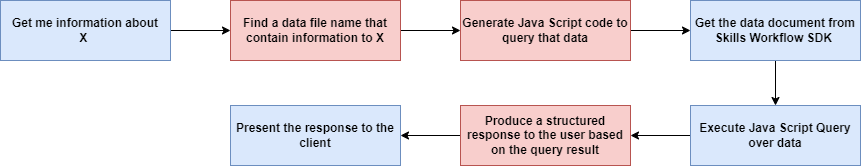 Get me information about
X
Find a data file name that
contain information to X
Generate Java Script code to
query that data
Get the data document from
Skills Workflow SDK
Execute Java Script Query
over data
Produce a structured
response to the user based
on the query result
Present the response to the
client